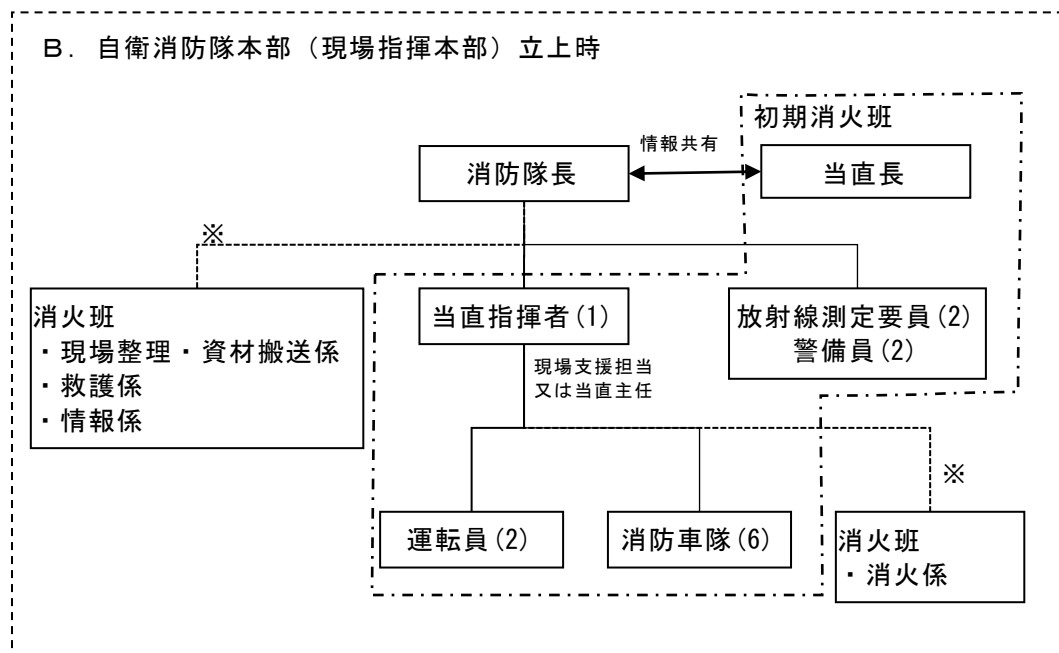 B. 自衛消防隊本部（現場指揮本部）立上時
初期消火班
情報共有
消防隊長
当直長
※
消火班
・現場整理・資材搬送係
・救護係
・情報係
当直指揮者(1)
放射線測定要員(2)
警備員(2)
現場支援担当
又は当直主任
※
運転員(2)
消防車隊(6)
消火班
・消火係